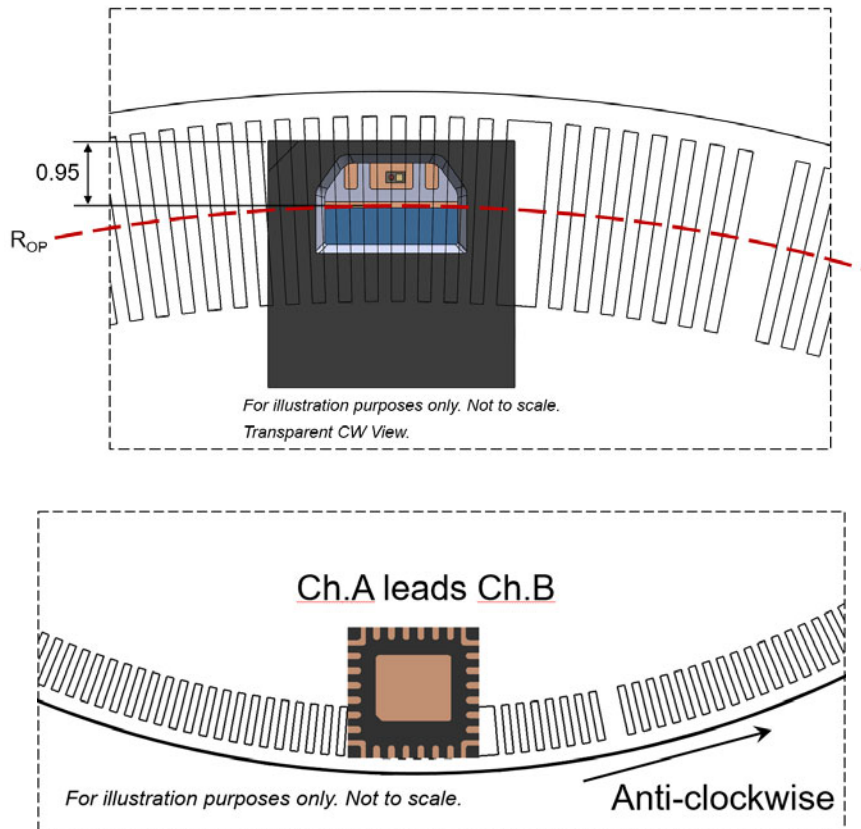 0.95
R_OP
For illustration purposes only. Not to scale.
Transparent CW View.
Ch.A leads Ch.B
For illustration purposes only. Not to scale.
Anti-clockwise